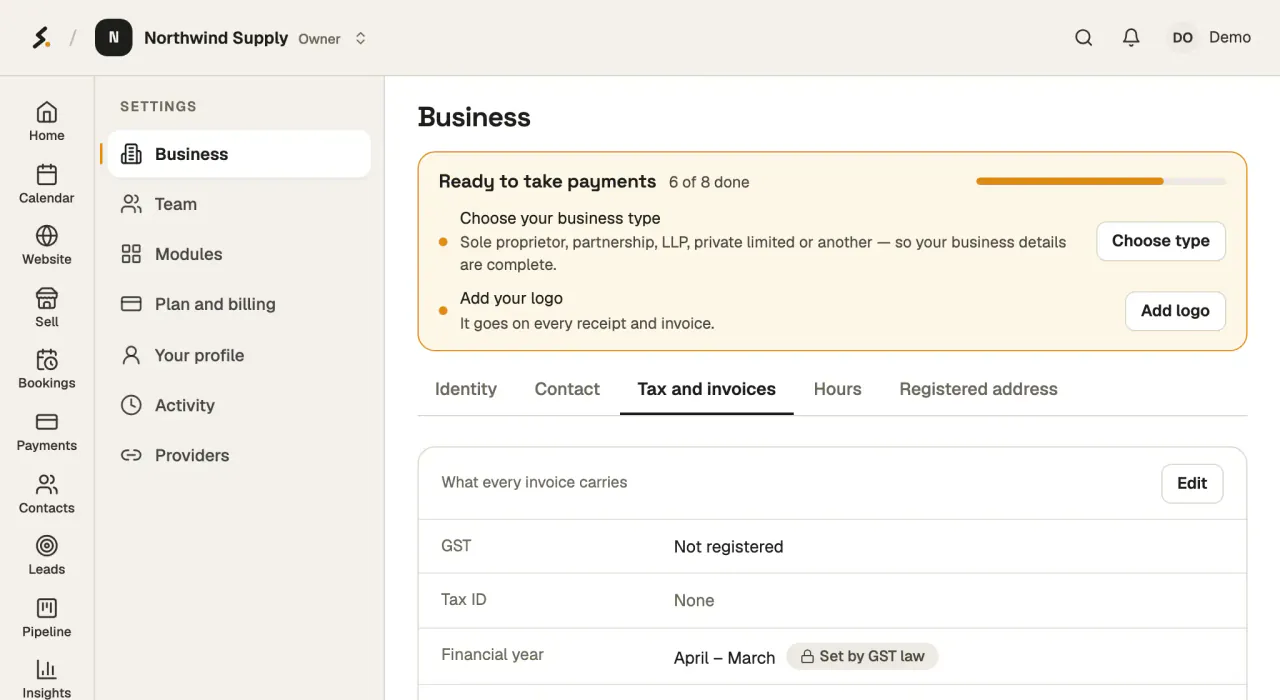 / N Northwind Supply Owner
DO Demo
Home
Calendar
Website
Sell
Bookings
Payments
Contacts
Leads
Pipeline
Insights
SETTINGS
Business
Team
Modules
Plan and billing
Your profile
Activity
Providers
Business
Ready to take payments 6 of 8 done
Choose your business type
Sole proprietor, partnership, LLP, private limited or another — so your business details
are complete.
Choose type
Add your logo
It goes on every receipt and invoice.
Add logo
Identity Contact Tax and invoices Hours Registered address
What every invoice carries Edit
GST Not registered
Tax ID None
Financial year April – March Set by GST law